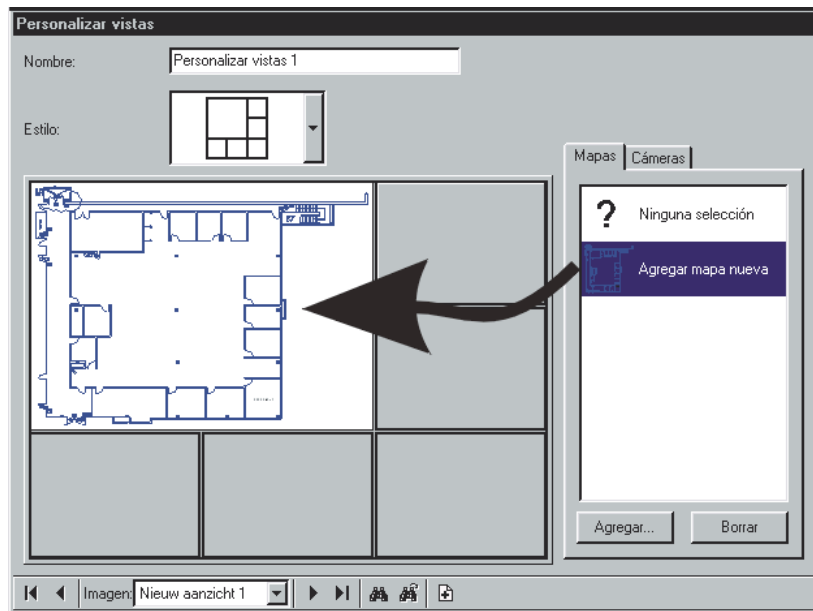 Personalizar vistas
Nombre:
Personalizar vistas 1
Estilo:
Mapas
Cámeras
Ninguna selección
Agregar mapa nueva
Agregar...
Borrar
Imagen:
Nieuw aanzicht 1